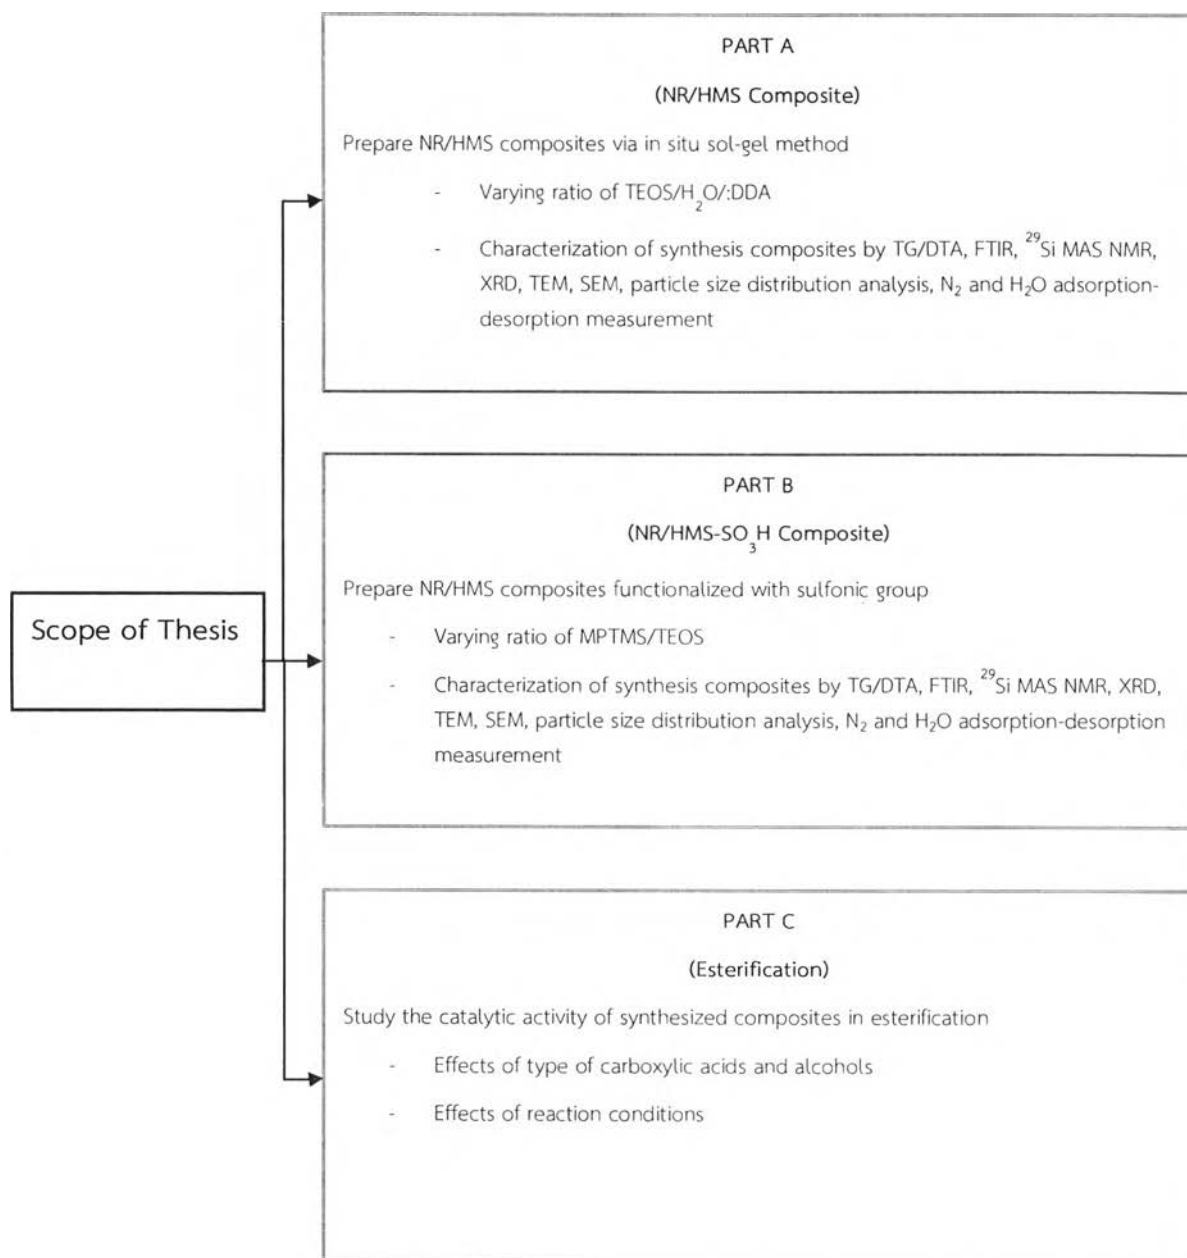 Scope of Thesis
PART A
(NR/HMS Composite)
Prepare NR/HMS composites via in situ sol-gel method
- Varying ratio of TEOS/H₂O/:DDA
- Characterization of synthesis composites by TG/DTA, FTIR, ²⁹Si MAS NMR,
XRD, TEM, SEM, particle size distribution analysis, N₂ and H₂O adsorption-
desorption measurement
PART B
(NR/HMS-SO₃H Composite)
Prepare NR/HMS composites functionalized with sulfonic group
- Varying ratio of MPTMS/TEOS
- Characterization of synthesis composites by TG/DTA, FTIR, ²⁹Si MAS NMR, XRD,
TEM, SEM, particle size distribution analysis, N₂ and H₂O adsorption-desorption
measurement
PART C
(Esterification)
Study the catalytic activity of synthesized composites in esterification
- Effects of type of carboxylic acids and alcohols
- Effects of reaction conditions